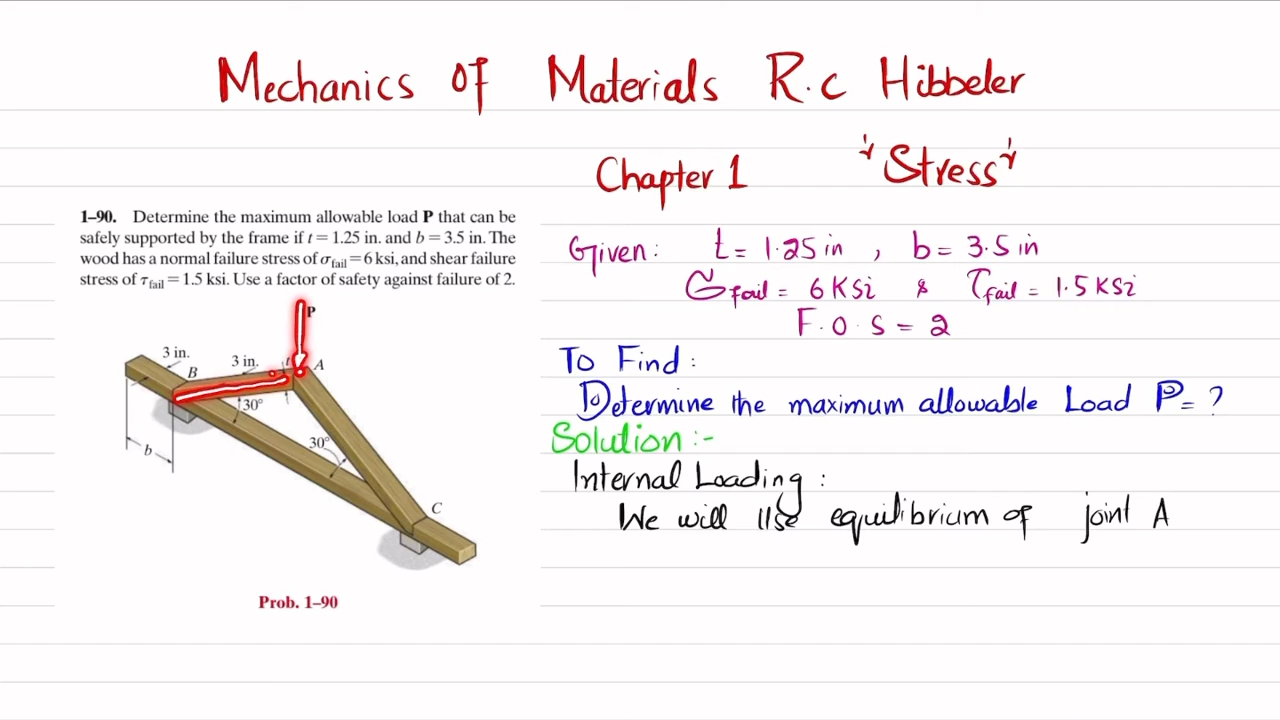 Mechanics of Materials R.c Hibbeler
Chapter 1 "Stress"
1–90. Determine the maximum allowable load P that can be
safely supported by the frame if t = 1.25 in. and b = 3.5 in. The
wood has a normal failure stress of σfail = 6 ksi, and shear failure
stress of τfail = 1.5 ksi. Use a factor of safety against failure of 2.
P
3 in.
3 in.
t
A
B
30°
30°
b
C
Prob. 1–90
Given: t = 1.25 in , b = 3.5 in
σfail = 6 KSi & τfail = 1.5 KSi
F.O.S = 2
To Find:
Determine the maximum allowable Load P = ?
Solution :-
Internal Loading :
We will Use equilibrium of joint A